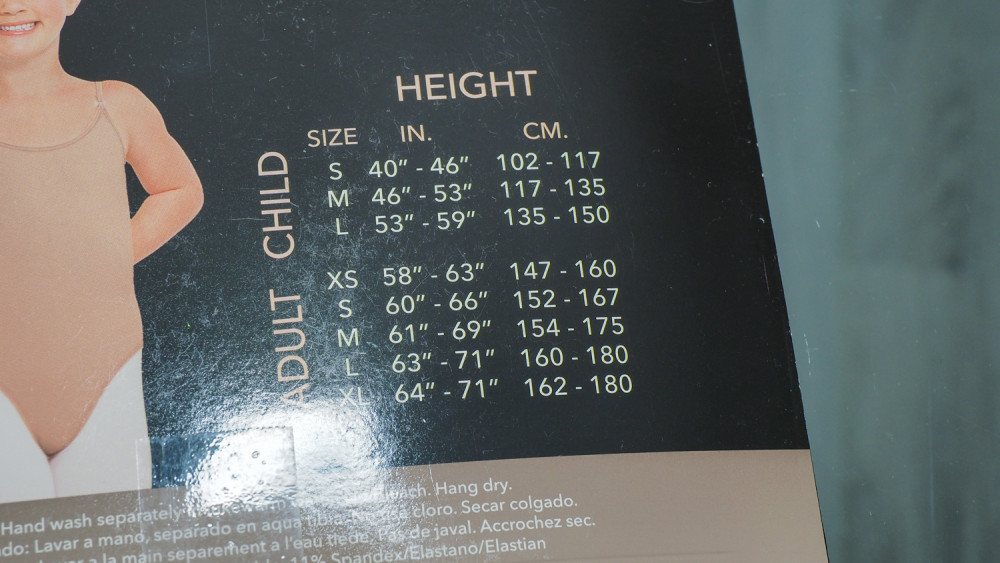 HEIGHT
SIZE IN. CM.
CHILD
S 40” - 46” 102 - 117
M 46” - 53” 117 - 135
L 53” - 59” 135 - 150
ADULT
XS 58” - 63” 147 - 160
S 60” - 66” 152 - 167
M 61” - 69” 154 - 175
L 63” - 71” 160 - 180
XL 64” - 71” 162 - 180
Hand wash separately Hang dry.
Lavar a mano, separado en agua tibia. cloro. Secar colgado.
a la main separement a l’eau tiede. Pas de javal. Accrochez sec.
11% Spandex/Elastano/Elastian